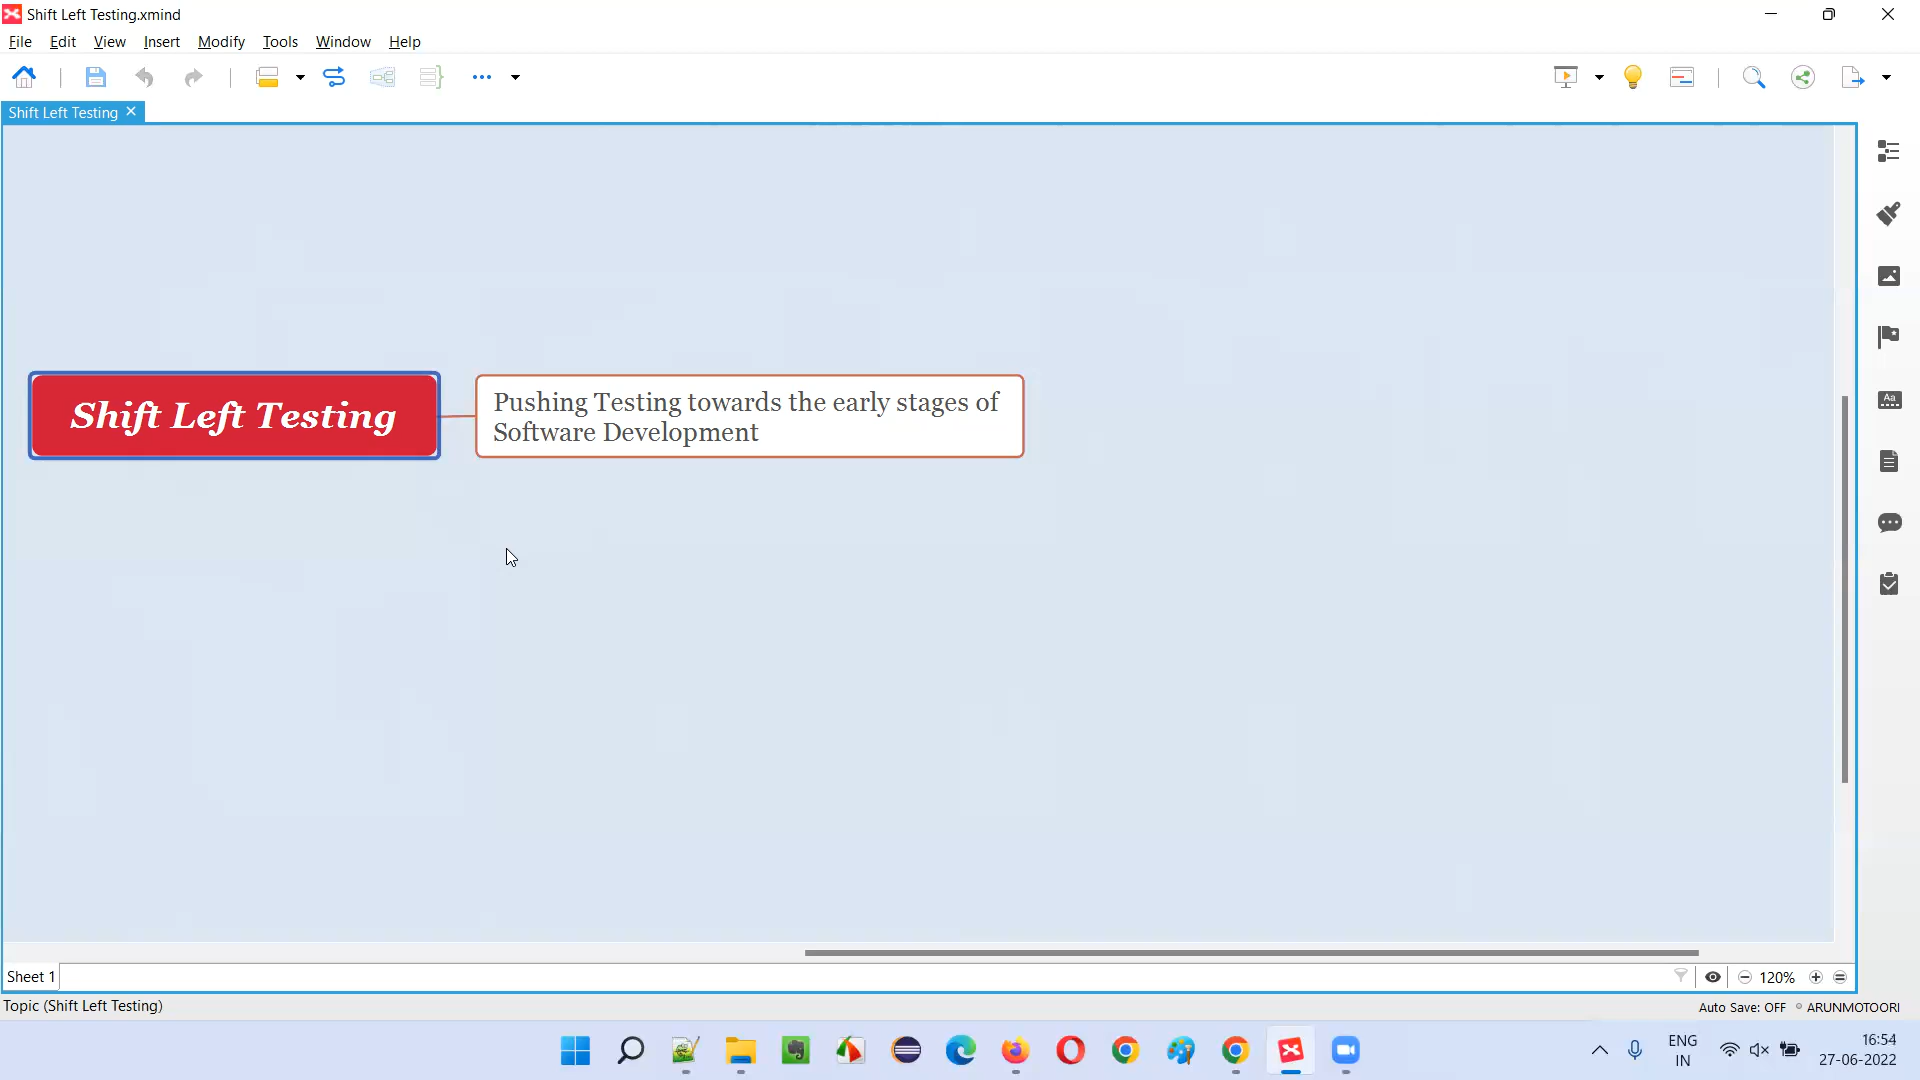 Shift Left Testing.xmind
File Edit View Insert Modify Tools Window Help
Shift Left Testing
Shift Left Testing
Pushing Testing towards the early stages of
Software Development
Aa
Sheet 1
120%
Topic (Shift Left Testing)
Auto Save: OFF
ARUNMOTOORI
ENG
IN
16:54
27-06-2022